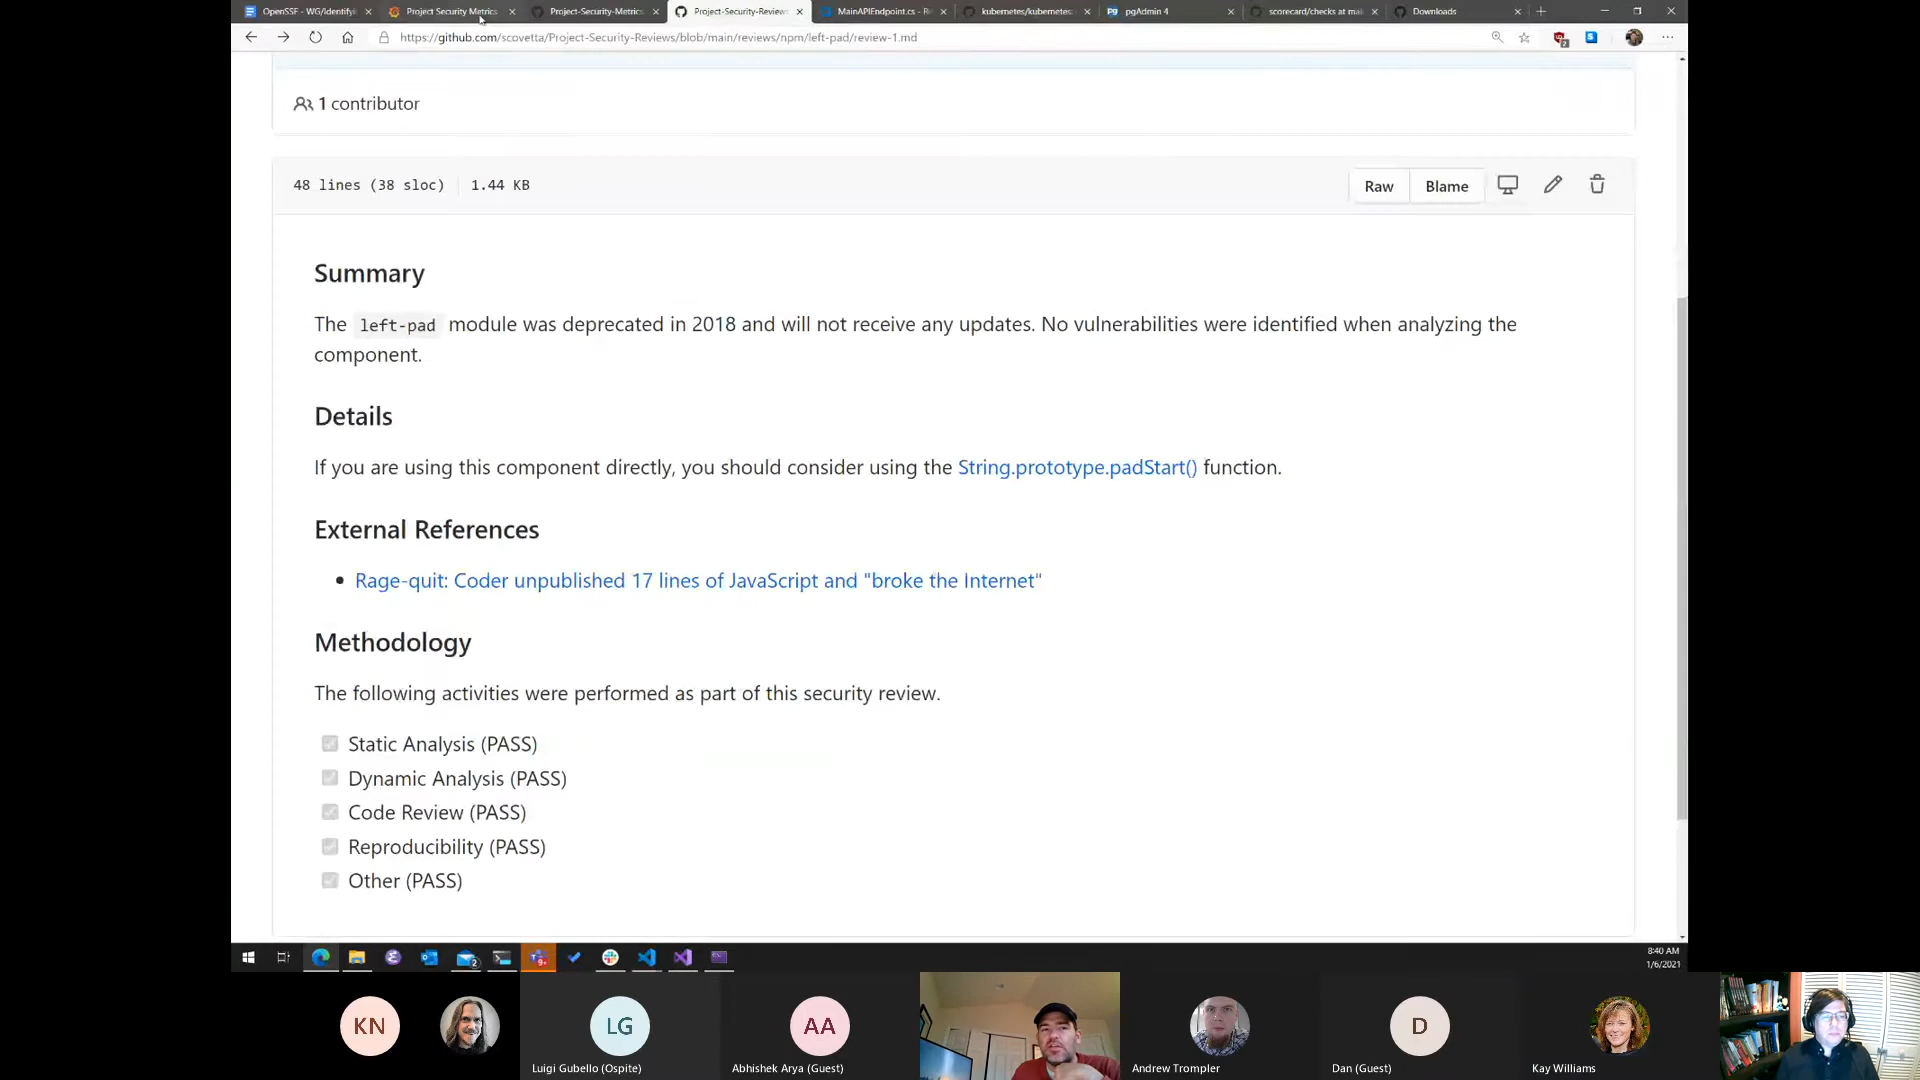 OpenSSF - WG/Identifyi
Project Security Metrics
Project-Security-Metrics
Project-Security-Review
MainAPIEndpoint.cs - R
kubernetes/kubernetes
pgAdmin 4
scorecard/checks at mai
Downloads
https://github.com/scovetta/Project-Security-Reviews/blob/main/reviews/npm/left-pad/review-1.md
1 contributor
48 lines (38 sloc) 1.44 KB
Raw
Blame
Summary
The left-pad module was deprecated in 2018 and will not receive any updates. No vulnerabilities were identified when analyzing the
component.
Details
If you are using this component directly, you should consider using the String.prototype.padStart() function.
External References
Rage-quit: Coder unpublished 17 lines of JavaScript and "broke the Internet"
Methodology
The following activities were performed as part of this security review.
Static Analysis (PASS)
Dynamic Analysis (PASS)
Code Review (PASS)
Reproducibility (PASS)
Other (PASS)
8:40 AM
1/6/2021
KN
LG
AA
D
Luigi Gubello (Ospite)
Abhishek Arya (Guest)
Andrew Trompler
Dan (Guest)
Kay Williams